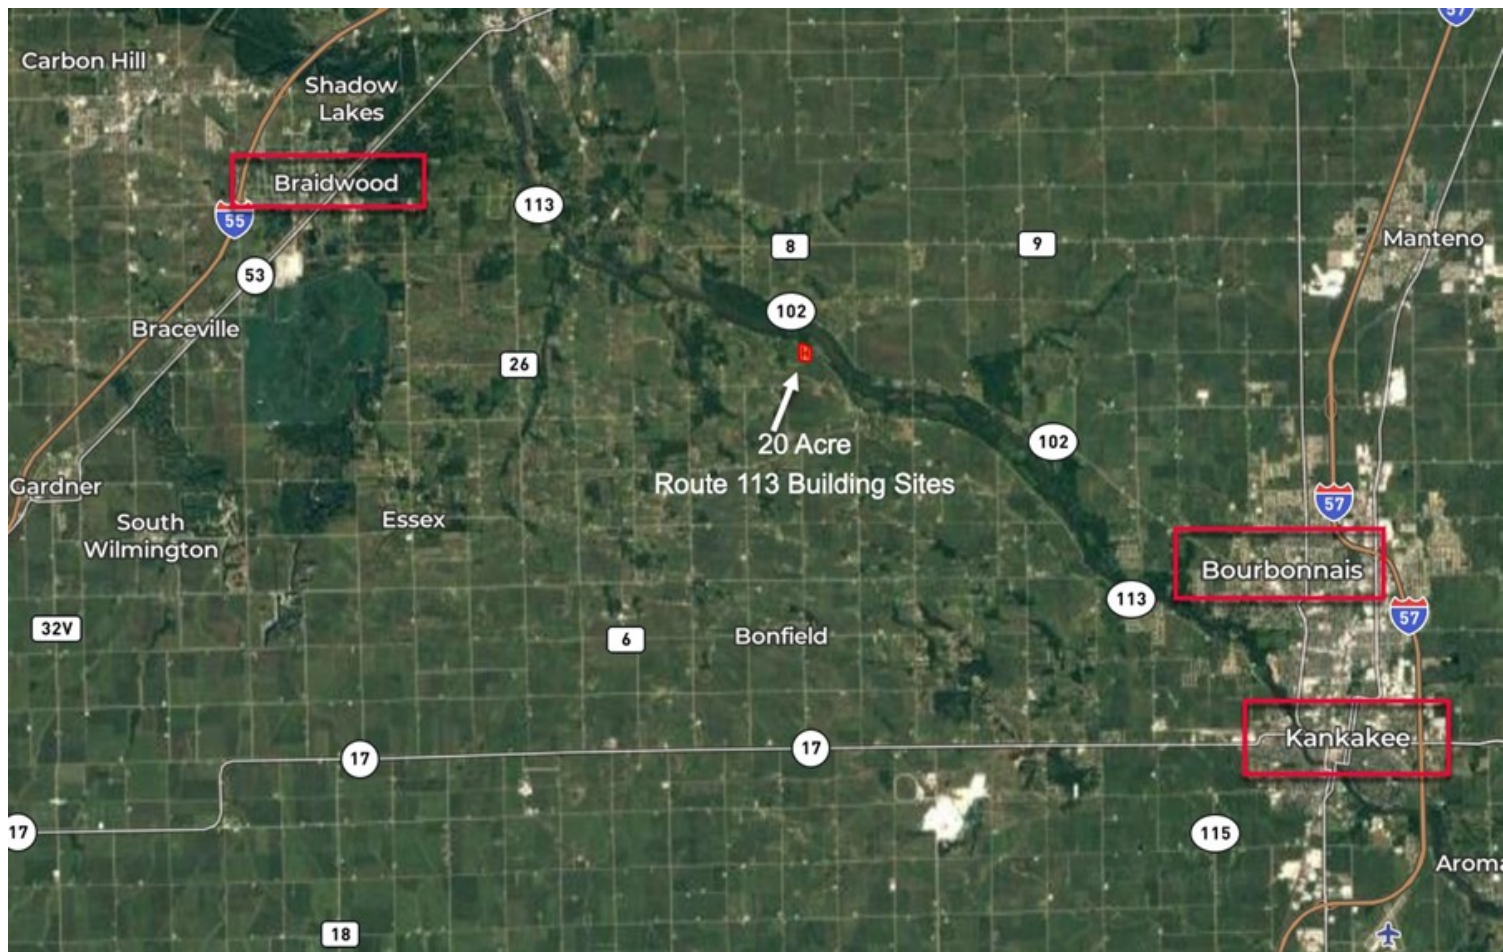 57
Carbon Hill
Shadow
Lakes
Braidwood
55
113
53
8
9
Manteno
102
Braceville
26
20 Acre
Route 113 Building Sites
102
Gardner
South
Wilmington
Essex
57
Bourbonnais
113
57
32V
6
Bonfield
Kankakee
17
17
17
115
Aroma
18